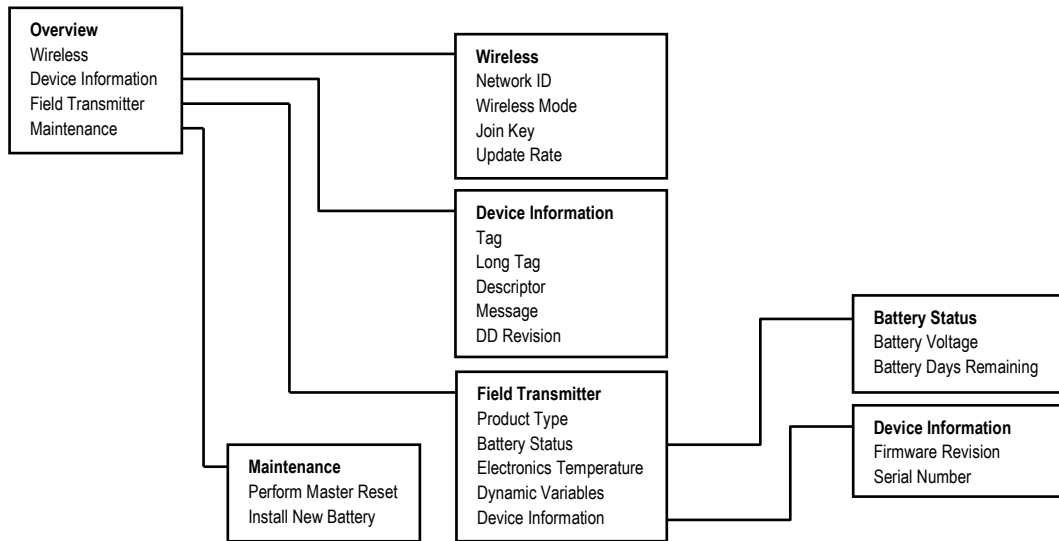 Overview
Wireless
Device Information
Field Transmitter
Maintenance
Wireless
Network ID
Wireless Mode
Join Key
Update Rate
Device Information
Tag
Long Tag
Descriptor
Message
DD Revision
Field Transmitter
Product Type
Battery Status
Electronics Temperature
Dynamic Variables
Device Information
Maintenance
Perform Master Reset
Install New Battery
Battery Status
Battery Voltage
Battery Days Remaining
Device Information
Firmware Revision
Serial Number